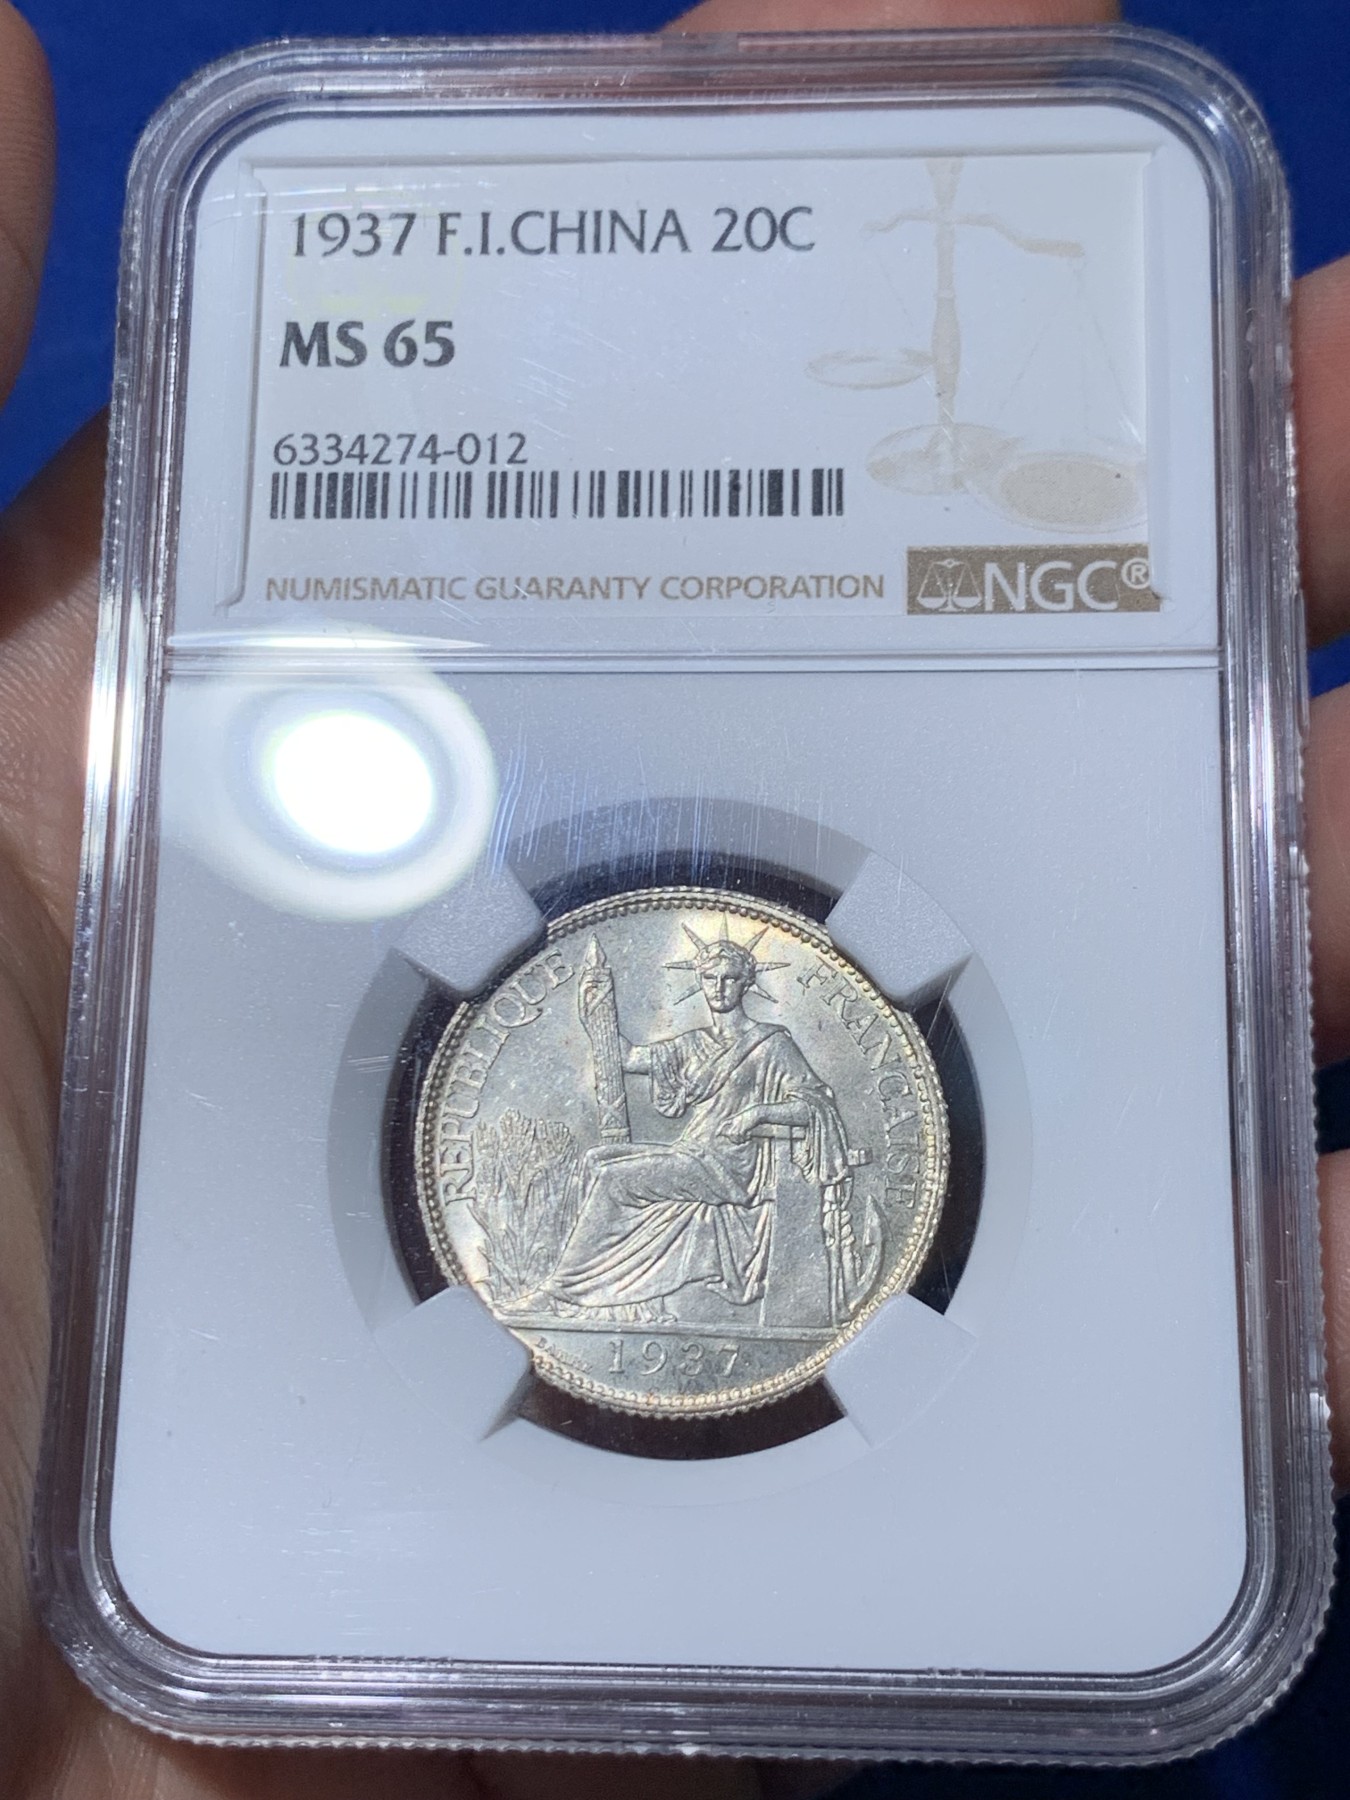 1937 F.I.CHINA 20C
MS 65
6334274-012
NUMISMATIC GUARANTY CORPORATION NGC®
REPUBLIQUE FRANÇAISE
1937